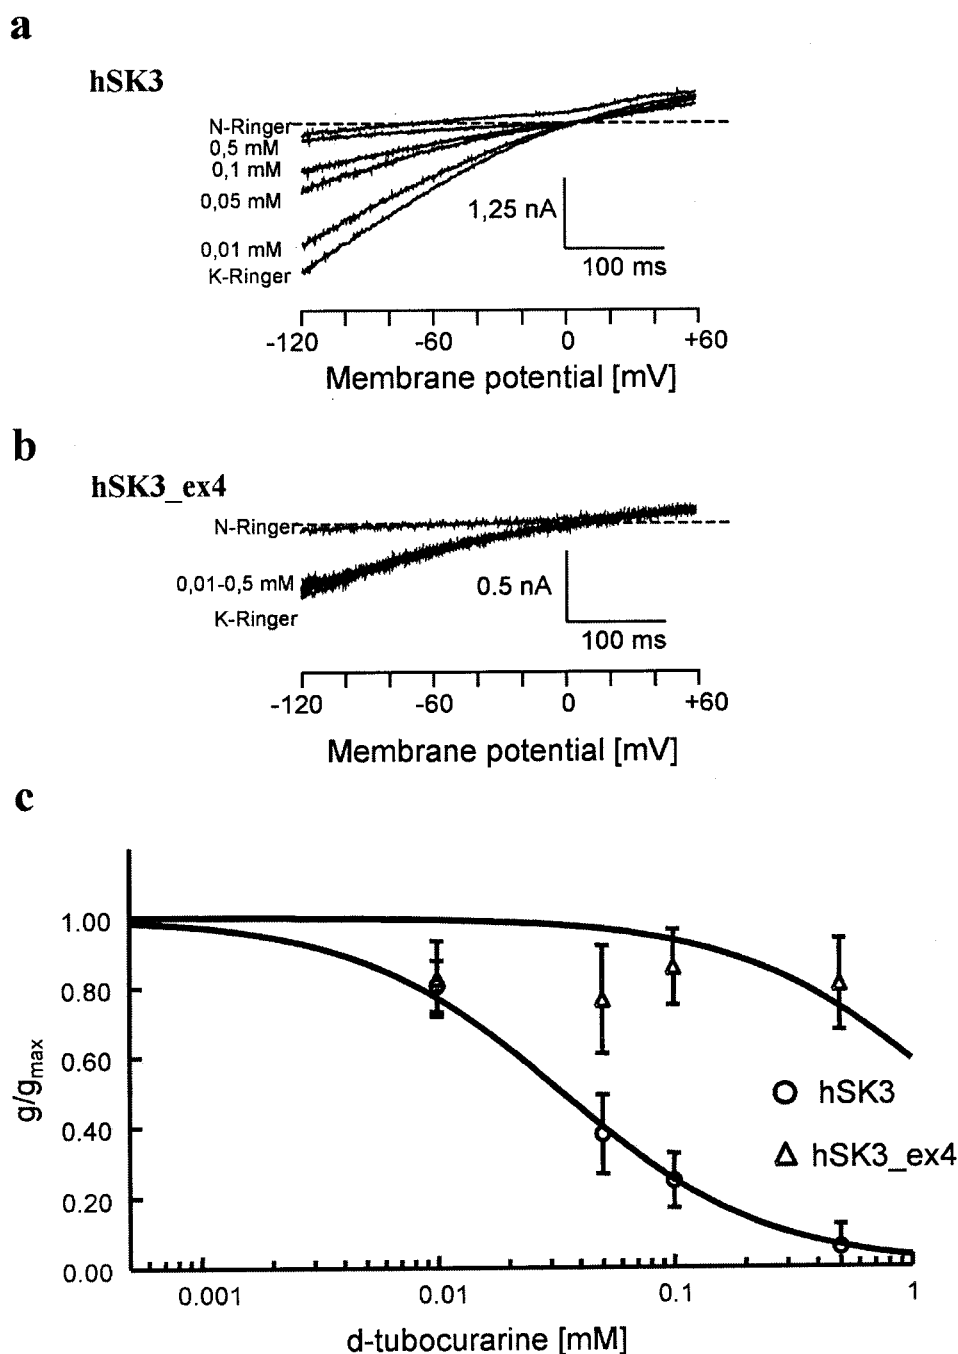 a
hSK3
N-Ringer
0,5 mM
0,1 mM
0,05 mM
0,01 mM
K-Ringer
1,25 nA
100 ms
-120 -60 0 +60
Membrane potential [mV]
b
hSK3_ex4
N-Ringer
0,01-0,5 mM
K-Ringer
0.5 nA
100 ms
-120 -60 0 +60
Membrane potential [mV]
c
1.00
0.80
0.60
0.40
0.20
0.00
g/gmax
hSK3
hSK3_ex4
0.001 0.01 0.1 1
d-tubocurarine [mM]